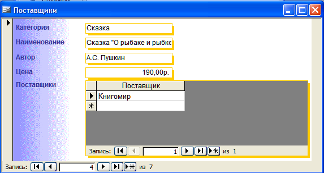 Поставщики
Категория Сказка
Наименование Сказка "О рыбаке и рыбке
Автор А.С. Пушкин
Цена 190,00р.
Поставщики Поставщик
Книгомир
Запись: 1 из 1
Запись: 4 из 7